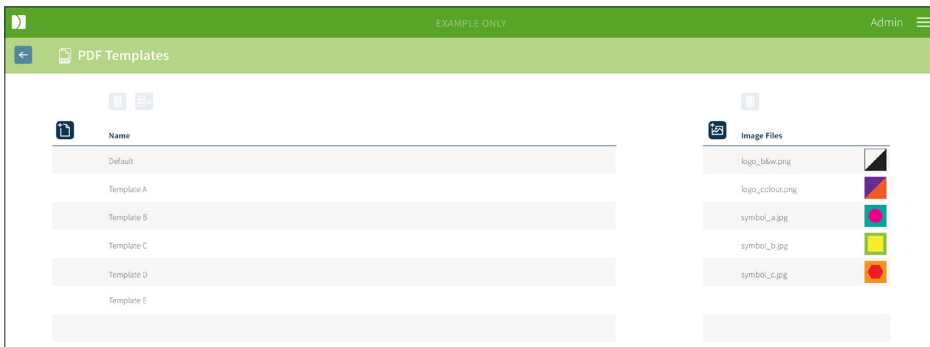 EXAMPLE ONLY
Admin
PDF Templates
Name
Default
Template A
Template B
Template C
Template D
Template E
Image Files
logo_b&w.png
logo_colour.png
symbol_a.jpg
symbol_b.jpg
symbol_c.jpg